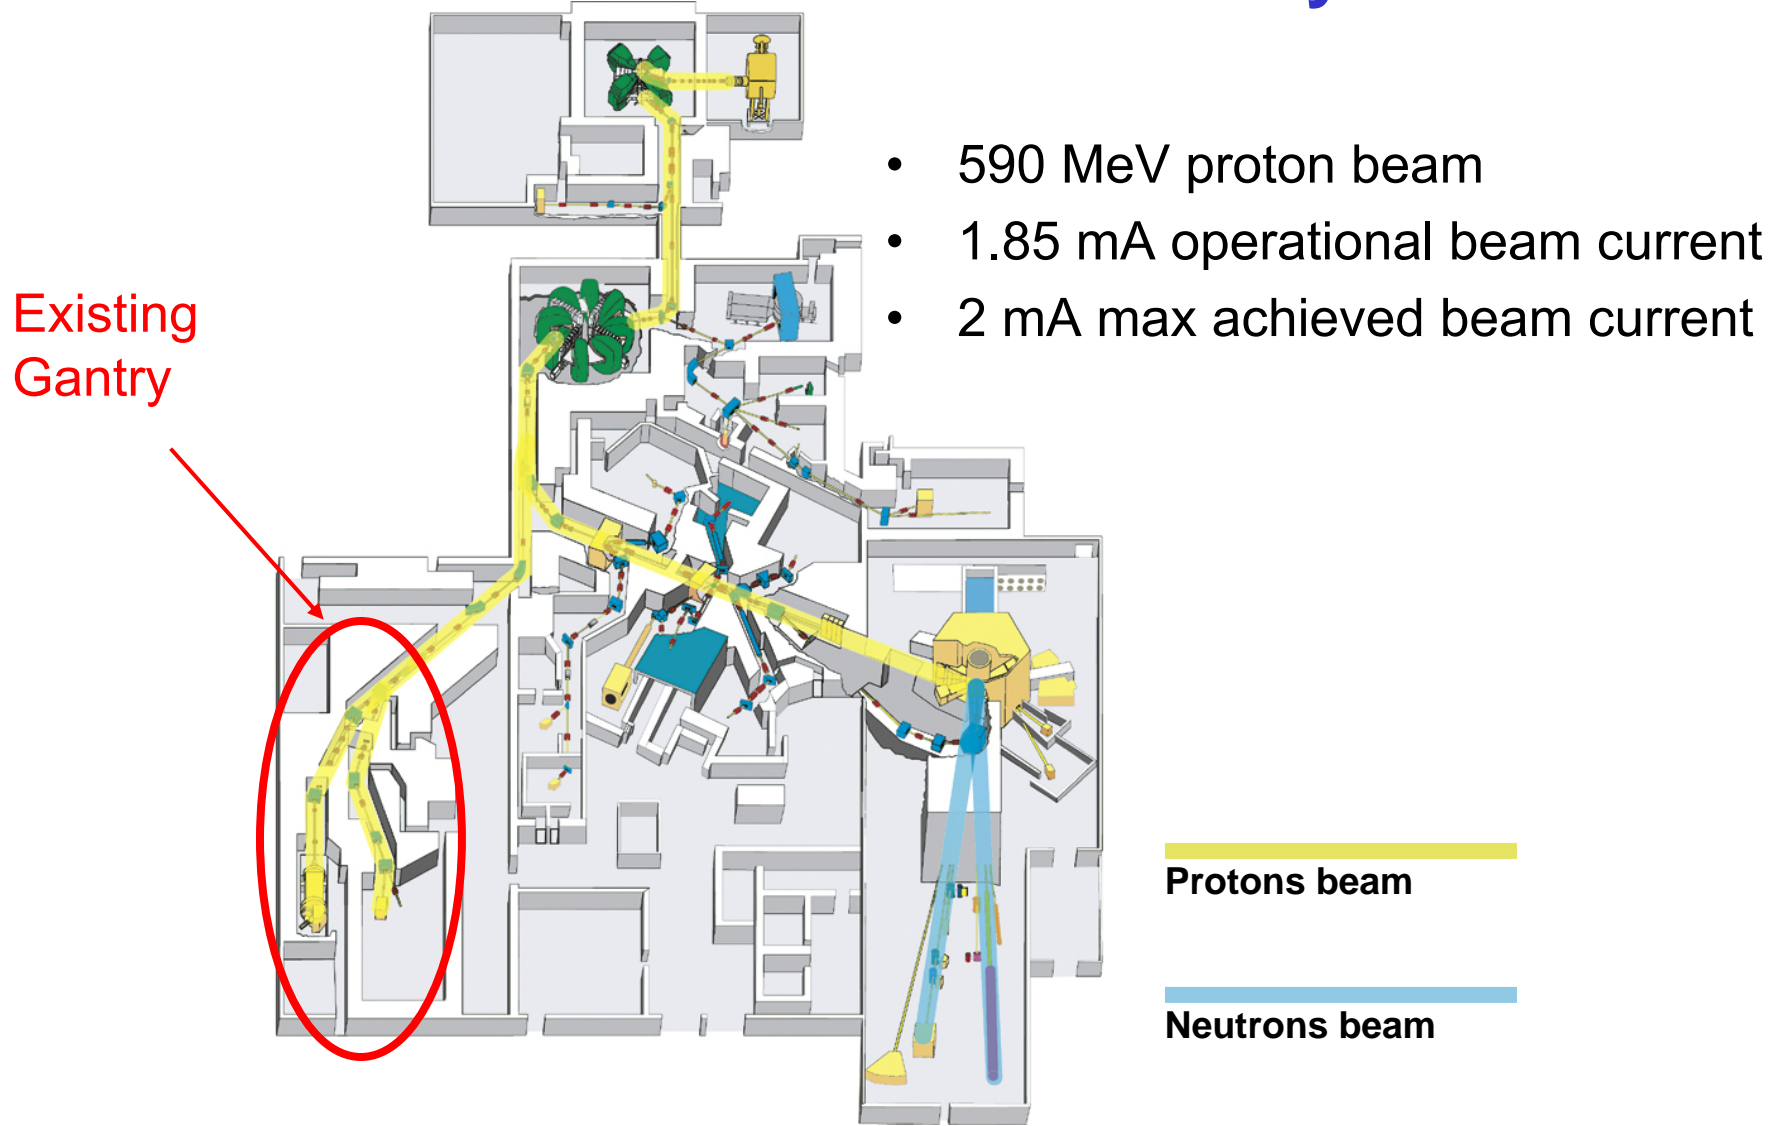 • 590 MeV proton beam
• 1.85 mA operational beam current
• 2 mA max achieved beam current
Existing
Gantry
Protons beam
Neutrons beam